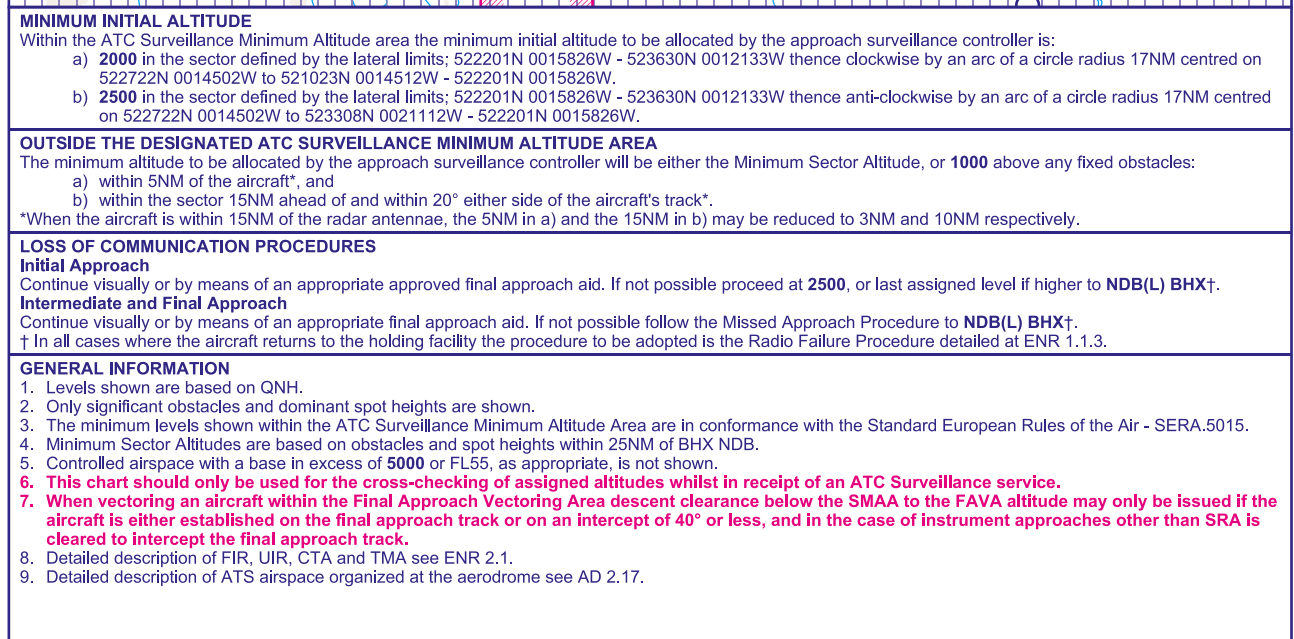 MINIMUM INITIAL ALTITUDE
Within the ATC Surveillance Minimum Altitude area the minimum initial altitude to be allocated by the approach surveillance controller is:
a) 2000 in the sector defined by the lateral limits; 522201N 0015826W - 523630N 0012133W thence clockwise by an arc of a circle radius 17NM centred on
522722N 0014502W to 521023N 0014512W - 522201N 0015826W.
b) 2500 in the sector defined by the lateral limits; 522201N 0015826W - 523630N 0012133W thence anti-clockwise by an arc of a circle radius 17NM centred
on 522722N 0014502W to 523308N 0021112W - 522201N 0015826W.
OUTSIDE THE DESIGNATED ATC SURVEILLANCE MINIMUM ALTITUDE AREA
The minimum altitude to be allocated by the approach surveillance controller will be either the Minimum Sector Altitude, or 1000 above any fixed obstacles:
a) within 5NM of the aircraft*, and
b) within the sector 15NM ahead of and within 20° either side of the aircraft's track*.
*When the aircraft is within 15NM of the radar antennae, the 5NM in a) and the 15NM in b) may be reduced to 3NM and 10NM respectively.
LOSS OF COMMUNICATION PROCEDURES
Initial Approach
Continue visually or by means of an appropriate approved final approach aid. If not possible proceed at 2500, or last assigned level if higher to NDB(L) BHX†.
Intermediate and Final Approach
Continue visually or by means of an appropriate final approach aid. If not possible follow the Missed Approach Procedure to NDB(L) BHX†.
† In all cases where the aircraft returns to the holding facility the procedure to be adopted is the Radio Failure Procedure detailed at ENR 1.1.3.
GENERAL INFORMATION
1. Levels shown are based on QNH.
2. Only significant obstacles and dominant spot heights are shown.
3. The minimum levels shown within the ATC Surveillance Minimum Altitude Area are in conformance with the Standard European Rules of the Air - SERA.5015.
4. Minimum Sector Altitudes are based on obstacles and spot heights within 25NM of BHX NDB.
5. Controlled airspace with a base in excess of 5000 or FL55, as appropriate, is not shown.
6. This chart should only be used for the cross-checking of assigned altitudes whilst in receipt of an ATC Surveillance service.
7. When vectoring an aircraft within the Final Approach Vectoring Area descent clearance below the SMAA to the FAVA altitude may only be issued if the
aircraft is either established on the final approach track or on an intercept of 40° or less, and in the case of instrument approaches other than SRA is
cleared to intercept the final approach track.
8. Detailed description of FIR, UIR, CTA and TMA see ENR 2.1.
9. Detailed description of ATS airspace organized at the aerodrome see AD 2.17.